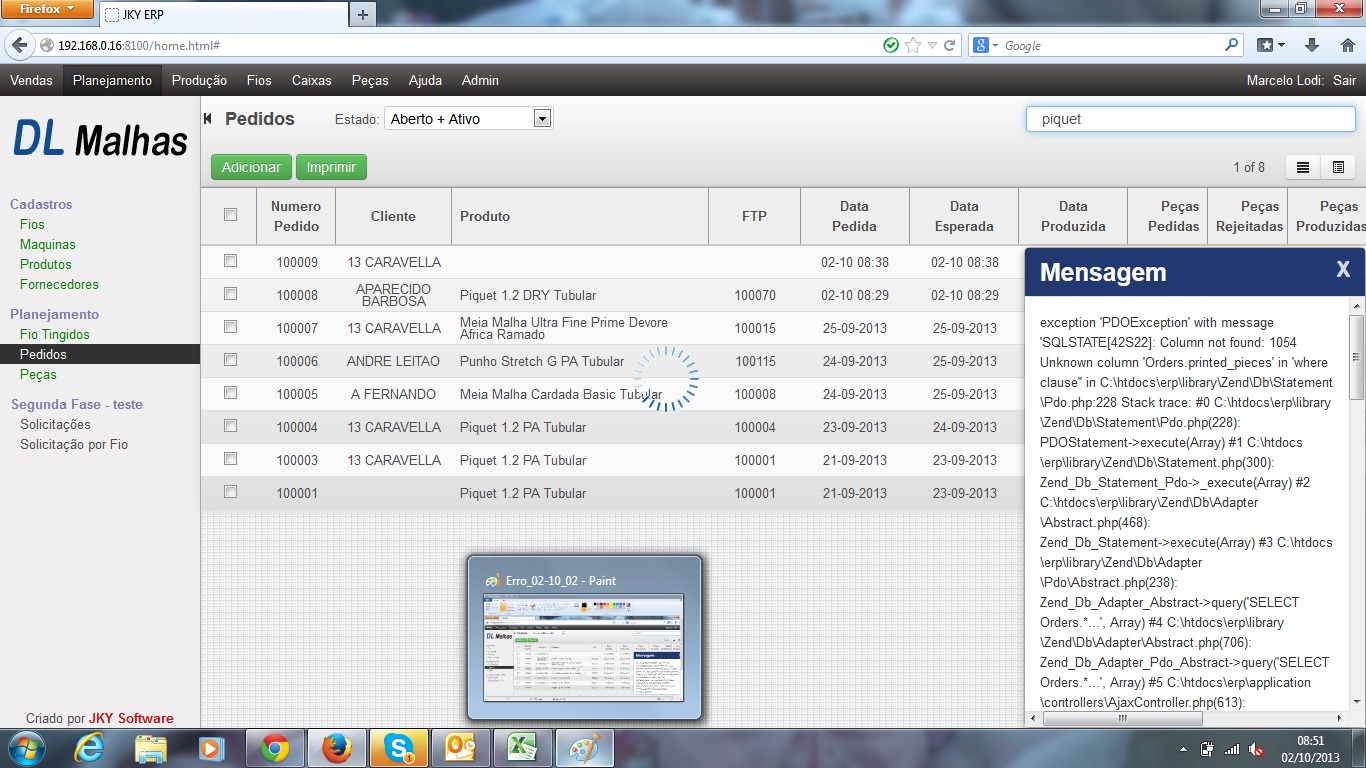 Firefox
JKY ERP
192.168.0.16:8100/home.html#
Google
Vendas Planejamento Produção Fios Caixas Peças Ajuda Admin
Marcelo Lodi: Sair
DL Malhas
Pedidos
Estado: Aberto + Ativo
piquet
Adicionar Imprimir
1 of 8
Cadastros
Fios
Maquinas
Produtos
Fornecedores
Planejamento
Fio Tingidos
Pedidos
Peças
Segunda Fase - teste
Solicitações
Solicitação por Fio
Criado por JKY Software
Numero Pedido Cliente Produto FTP Data Pedida Data Esperada Data Produzida Peças Pedidas Peças Rejeitadas Peças Produzidas
100009 13 CARAVELLA 02-10 08:38 02-10 08:38
100008 APARECIDO BARBOSA Piquet 1.2 DRY Tubular 100070 02-10 08:29 02-10 08:29
100007 13 CARAVELLA Meia Malha Ultra Fine Prime Devore Africa Ramado 100015 25-09-2013 25-09-2013
100006 ANDRE LEITAO Punho Stretch G PA Tubular 100115 24-09-2013 25-09-2013
100005 A FERNANDO Meia Malha Cardada Basic Tubular 100008 24-09-2013 25-09-2013
100004 13 CARAVELLA Piquet 1.2 PA Tubular 100004 23-09-2013 24-09-2013
100003 13 CARAVELLA Piquet 1.2 PA Tubular 100001 21-09-2013 23-09-2013
100001 Piquet 1.2 PA Tubular 100001 21-09-2013 23-09-2013
Mensagem X
exception 'PDOException' with message
'SQLSTATE[42S22]: Column not found: 1054
Unknown column 'Orders.printed_pieces' in 'where
clause'' in C:\htdocs\erp\library\Zend\Db\Statement
\Pdo.php:228 Stack trace: #0 C:\htdocs\erp\library
\Zend\Db\Statement\Pdo.php(228):
PDOStatement->execute(Array) #1 C:\htdocs
\erp\library\Zend\Db\Statement.php(300):
Zend_Db_Statement_Pdo->_execute(Array) #2
C:\htdocs\erp\library\Zend\Db\Adapter
\Abstract.php(468):
Zend_Db_Statement->execute(Array) #3 C:\htdocs
\erp\library\Zend\Db\Adapter
\Pdo\Abstract.php(238):
Zend_Db_Adapter_Abstract->query('SELECT
Orders.*...', Array) #4 C:\htdocs\erp\library
\Zend\Db\Adapter\Abstract.php(706):
Zend_Db_Adapter_Pdo_Abstract->query('SELECT
Orders.*...', Array) #5 C:\htdocs\erp\application
\controllers\AjaxController.php(613):
Erro_02-10_02 - Paint
DL Malhas
Mensagem
08:51
02/10/2013